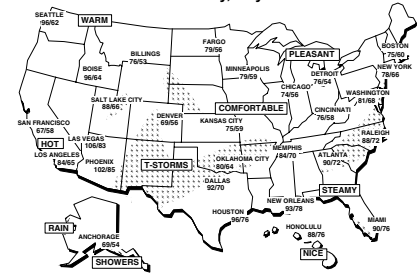 SEATTLE
96/62
WARM
BILLINGS
76/53
FARGO
79/56
BOISE
96/64
MINNEAPOLIS
79/59
PLEASANT
BOSTON
75/60
NEW YORK
78/66
DETROIT
76/54
CHICAGO
74/56
WASHINGTON
81/68
SALT LAKE CITY
88/66
COMFORTABLE
DENVER
69/56
KANSAS CITY
75/59
CINCINNATI
76/58
SAN FRANCISCO
67/58
LAS VEGAS
106/83
RALEIGH
88/72
HOT
LOS ANGELES
84/65
PHOENIX
102/85
T-STORMS
OKLAHOMA CITY
80/64
MEMPHIS
84/70
ATLANTA
90/72
DALLAS
92/70
STEAMY
HOUSTON
96/76
NEW ORLEANS
93/78
MIAMI
90/76
RAIN
ANCHORAGE
69/54
SHOWERS
HONOLULU
88/76
NICE